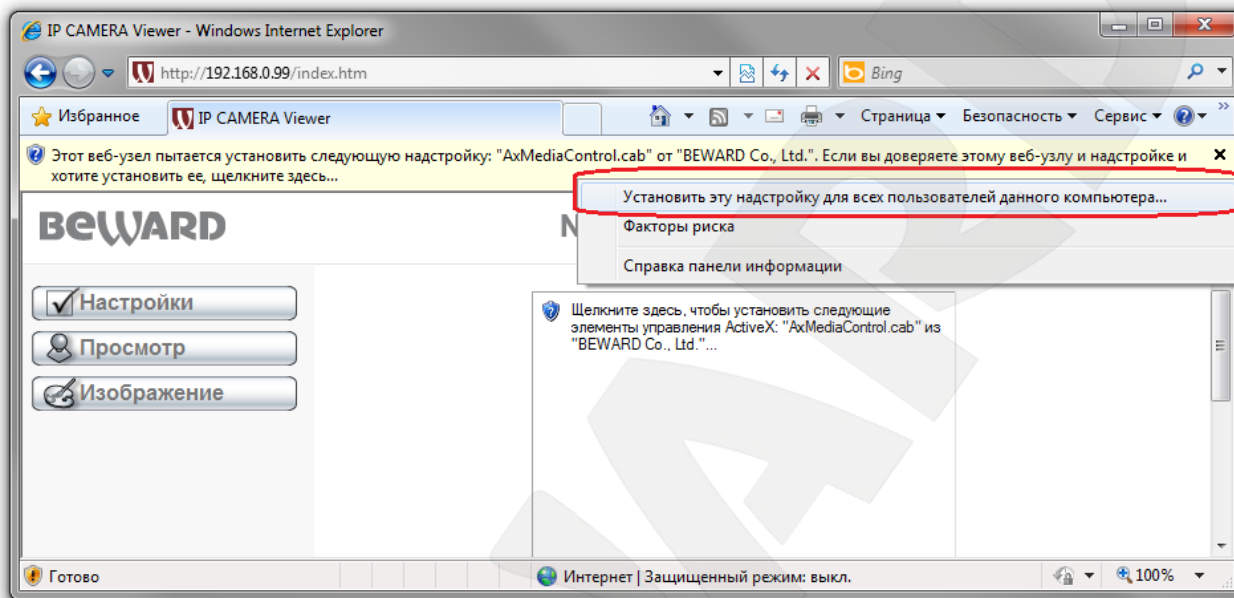 IP CAMERA Viewer - Windows Internet Explorer
http://192.168.0.99/index.htm
Bing
Избранное
IP CAMERA Viewer
Страница
Безопасность
Сервис
Этот веб-узел пытается установить следующую надстройку: "AxMediaControl.cab" от "BEWARD Co., Ltd.". Если вы доверяете этому веб-узлу и надстройке и
хотите установить ее, щелкните здесь...
Установить эту надстройку для всех пользователей данного компьютера...
Факторы риска
Справка панели информации
BEWARD
N
Настройки
Просмотр
Изображение
Щелкните здесь, чтобы установить следующие
элементы управления ActiveX: "AxMediaControl.cab" из
"BEWARD Co., Ltd."...
Готово
Интернет | Защищенный режим: выкл.
100%